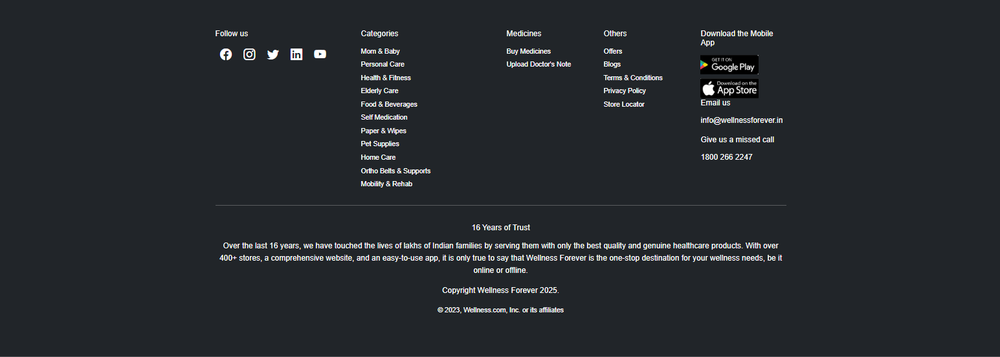 Follow us
Categories
Mom & Baby
Personal Care
Health & Fitness
Elderly Care
Food & Beverages
Self Medication
Paper & Wipes
Pet Supplies
Home Care
Ortho Belts & Supports
Mobility & Rehab
Medicines
Buy Medicines
Upload Doctor's Note
Others
Offers
Blogs
Terms & Conditions
Privacy Policy
Store Locator
Download the Mobile
App
GET IT ON
Google Play
Download on the
App Store
Email us
info@wellnessforever.in
Give us a missed call
1800 266 2247
16 Years of Trust
Over the last 16 years, we have touched the lives of lakhs of Indian families by serving them with only the best quality and genuine healthcare products. With over
400+ stores, a comprehensive website, and an easy-to-use app, it is only true to say that Wellness Forever is the one-stop destination for your wellness needs, be it
online or offline.
Copyright Wellness Forever 2025.
© 2023, Wellness.com, Inc. or its affiliates